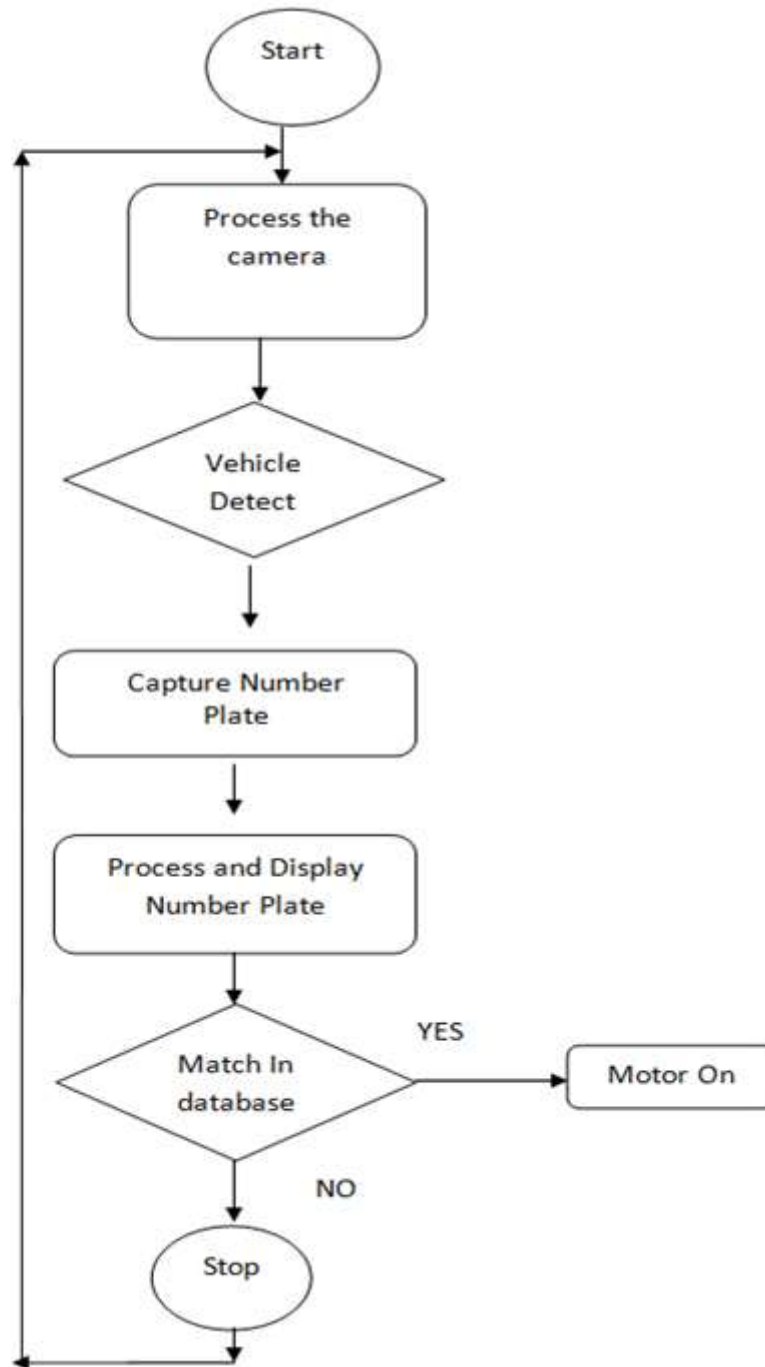 Start
Process the
camera
Vehicle
Detect
Capture Number
Plate
Process and Display
Number Plate
YES
Match In
database
Motor On
NO
Stop